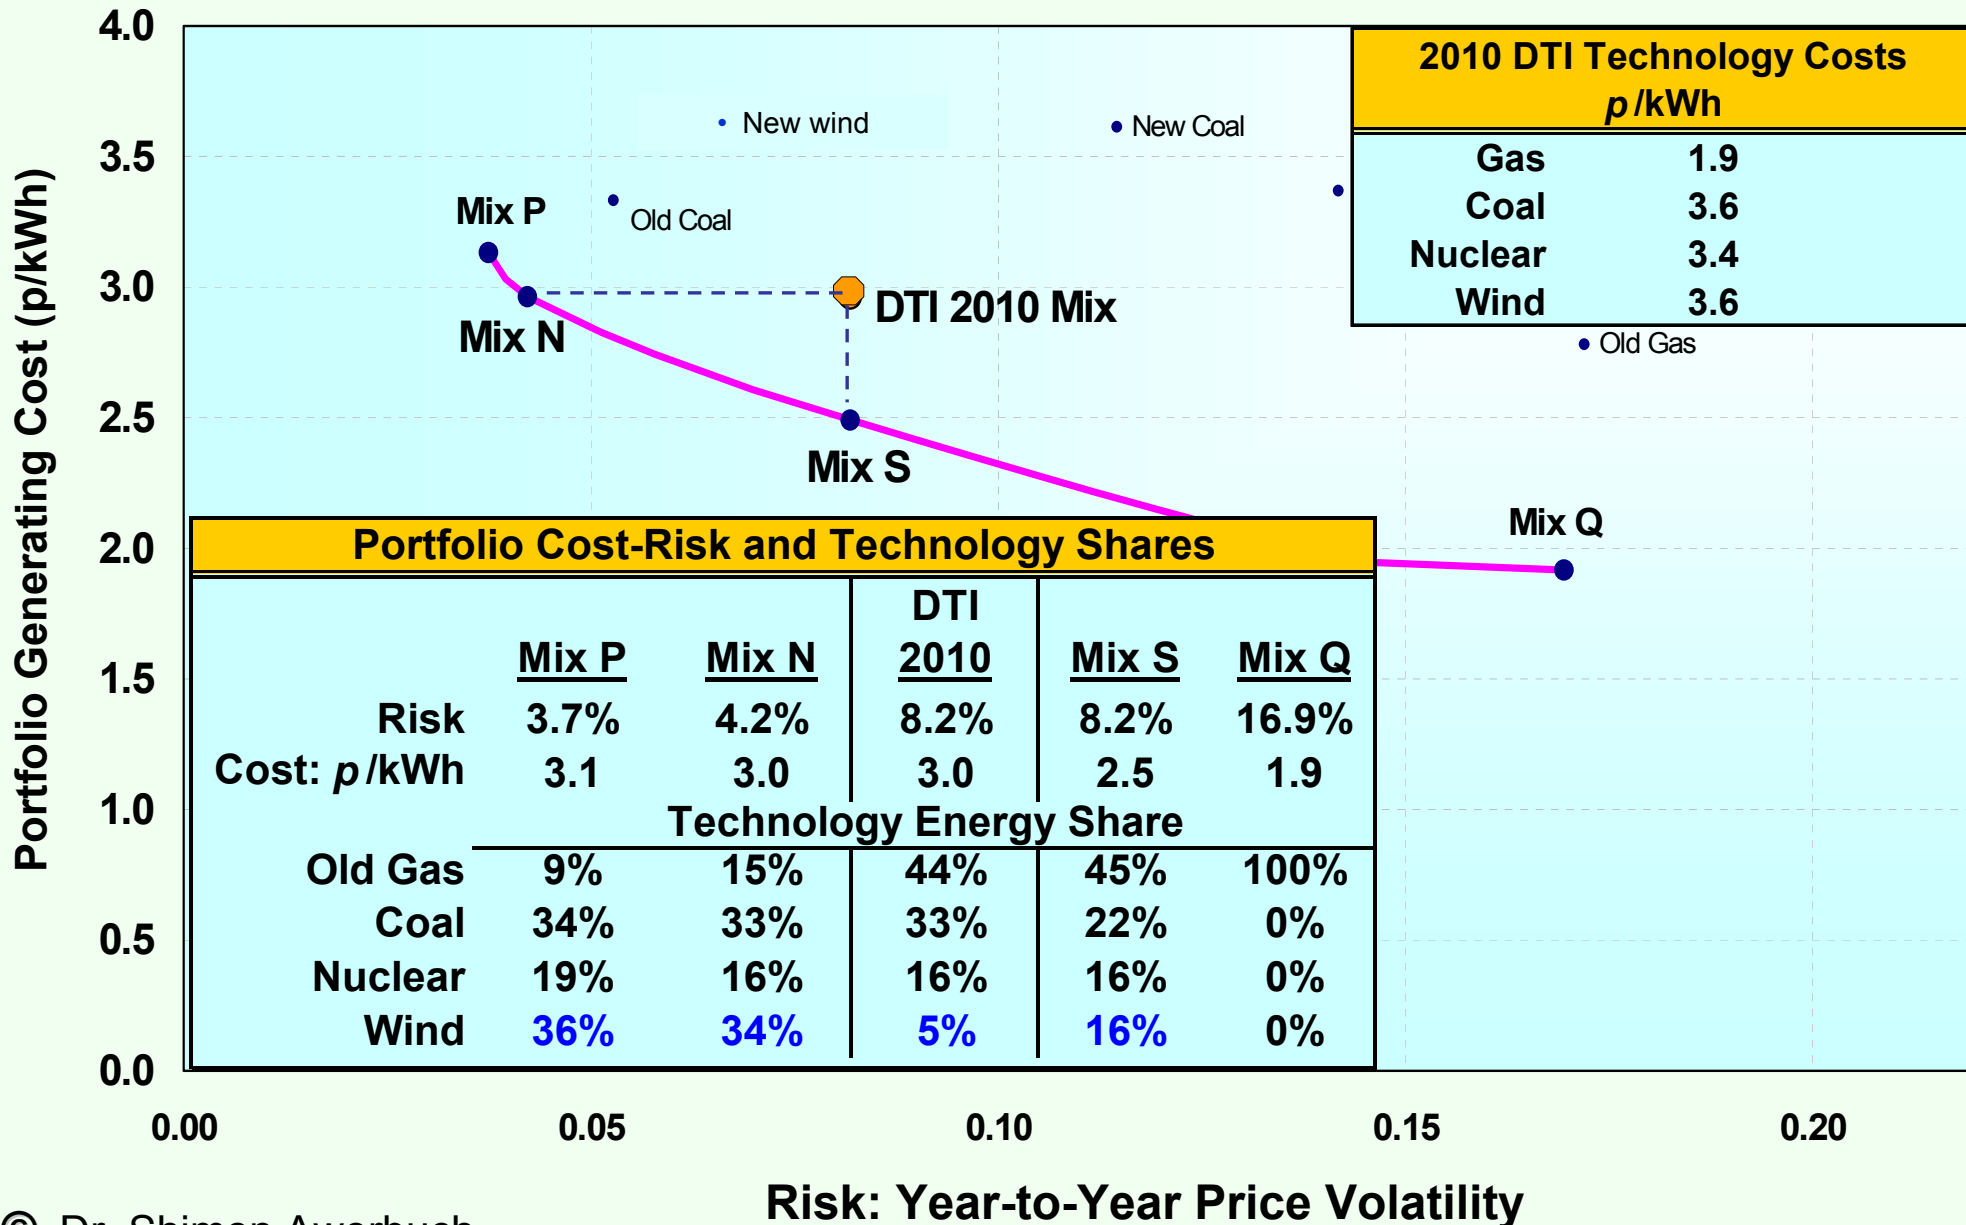 4.0
3.5
3.0
2.5
2.0
1.5
1.0
0.5
0.0
Portfolio Generating Cost (p/kWh)
New wind
New Coal
Old Coal
Mix P
Mix N
DTI 2010 Mix
Mix S
Old Gas
Mix Q
2010 DTI Technology Costs
p/kWh
Gas 1.9
Coal 3.6
Nuclear 3.4
Wind 3.6
Portfolio Cost-Risk and Technology Shares
DTI
Mix P Mix N 2010 Mix S Mix Q
Risk 3.7% 4.2% 8.2% 8.2% 16.9%
Cost: p/kWh 3.1 3.0 3.0 2.5 1.9
Technology Energy Share
Old Gas 9% 15% 44% 45% 100%
Coal 34% 33% 33% 22% 0%
Nuclear 19% 16% 16% 16% 0%
Wind 36% 34% 5% 16% 0%
0.00 0.05 0.10 0.15 0.20
Risk: Year-to-Year Price Volatility
© Dr. Shimon Awerbuch